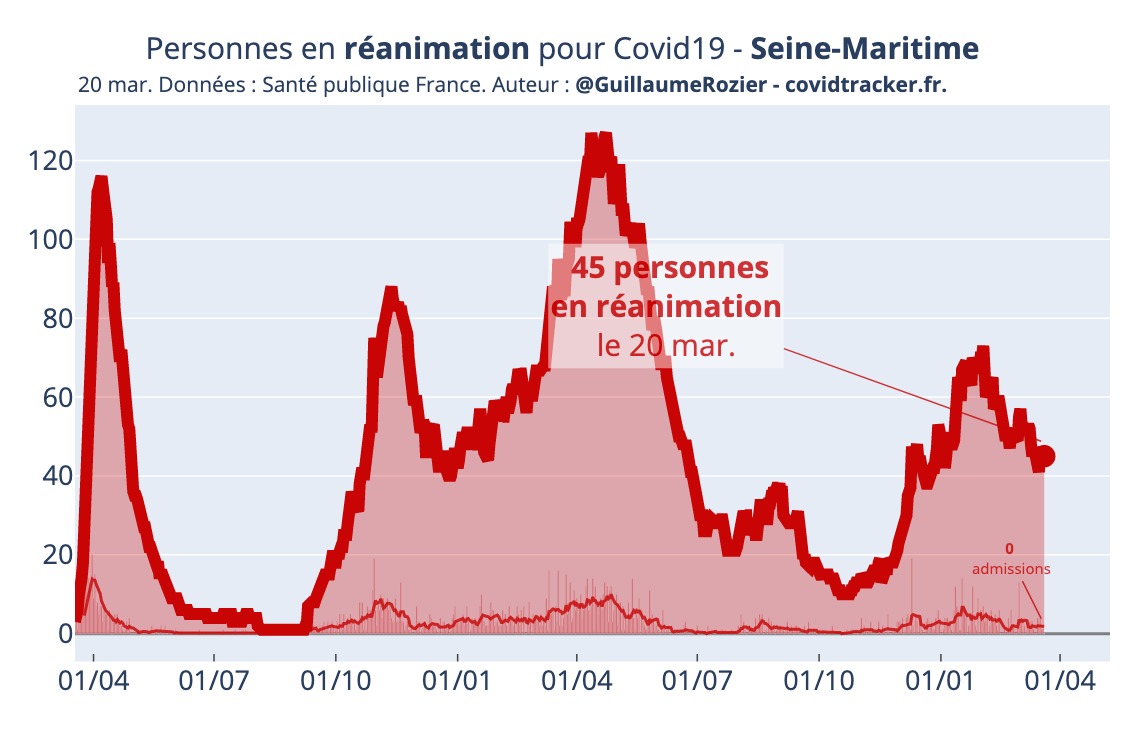 Personnes en réanimation pour Covid19 - Seine-Maritime
20 mar. Données : Santé publique France. Auteur : @GuillaumeRozier - covidtracker.fr.
120
100
80
60
40
20
0
45 personnes
en réanimation
le 20 mar.
0
admissions
01/04 01/07 01/10 01/01 01/04 01/07 01/10 01/01 01/04